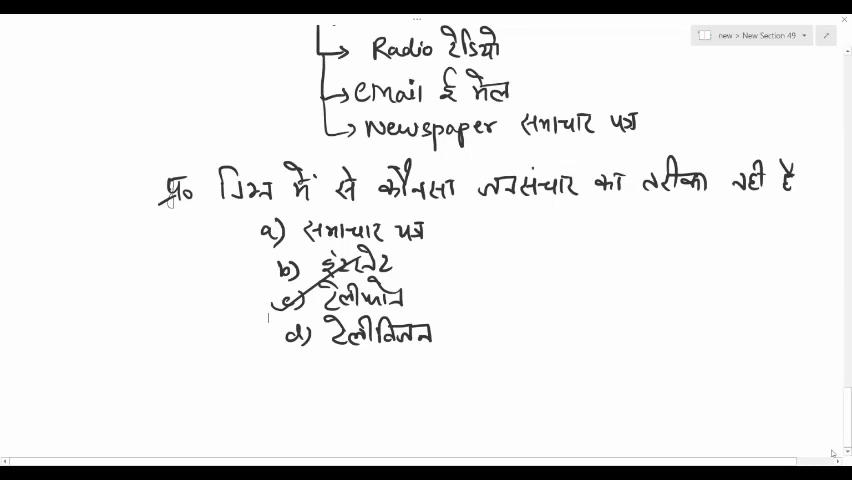 new > New Section 49
Radio रेडियो
eMail ई मेल
Newspaper समाचार पत्र
प्र० निम्न में से कौनसा जनसंचार का तरीका नही है
a) समाचार पत्र
b) इंटरनेट
c) टेलीफोन
d) टेलीविजन